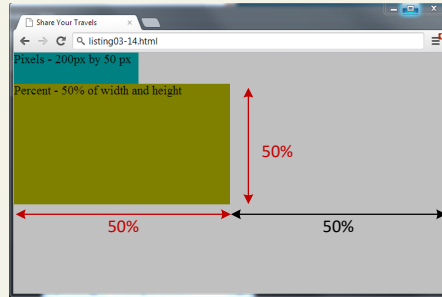 Share Your Travels
listing03-14.html
Pixels - 200px by 50 px
Percent - 50% of width and height
50%
50%
50%